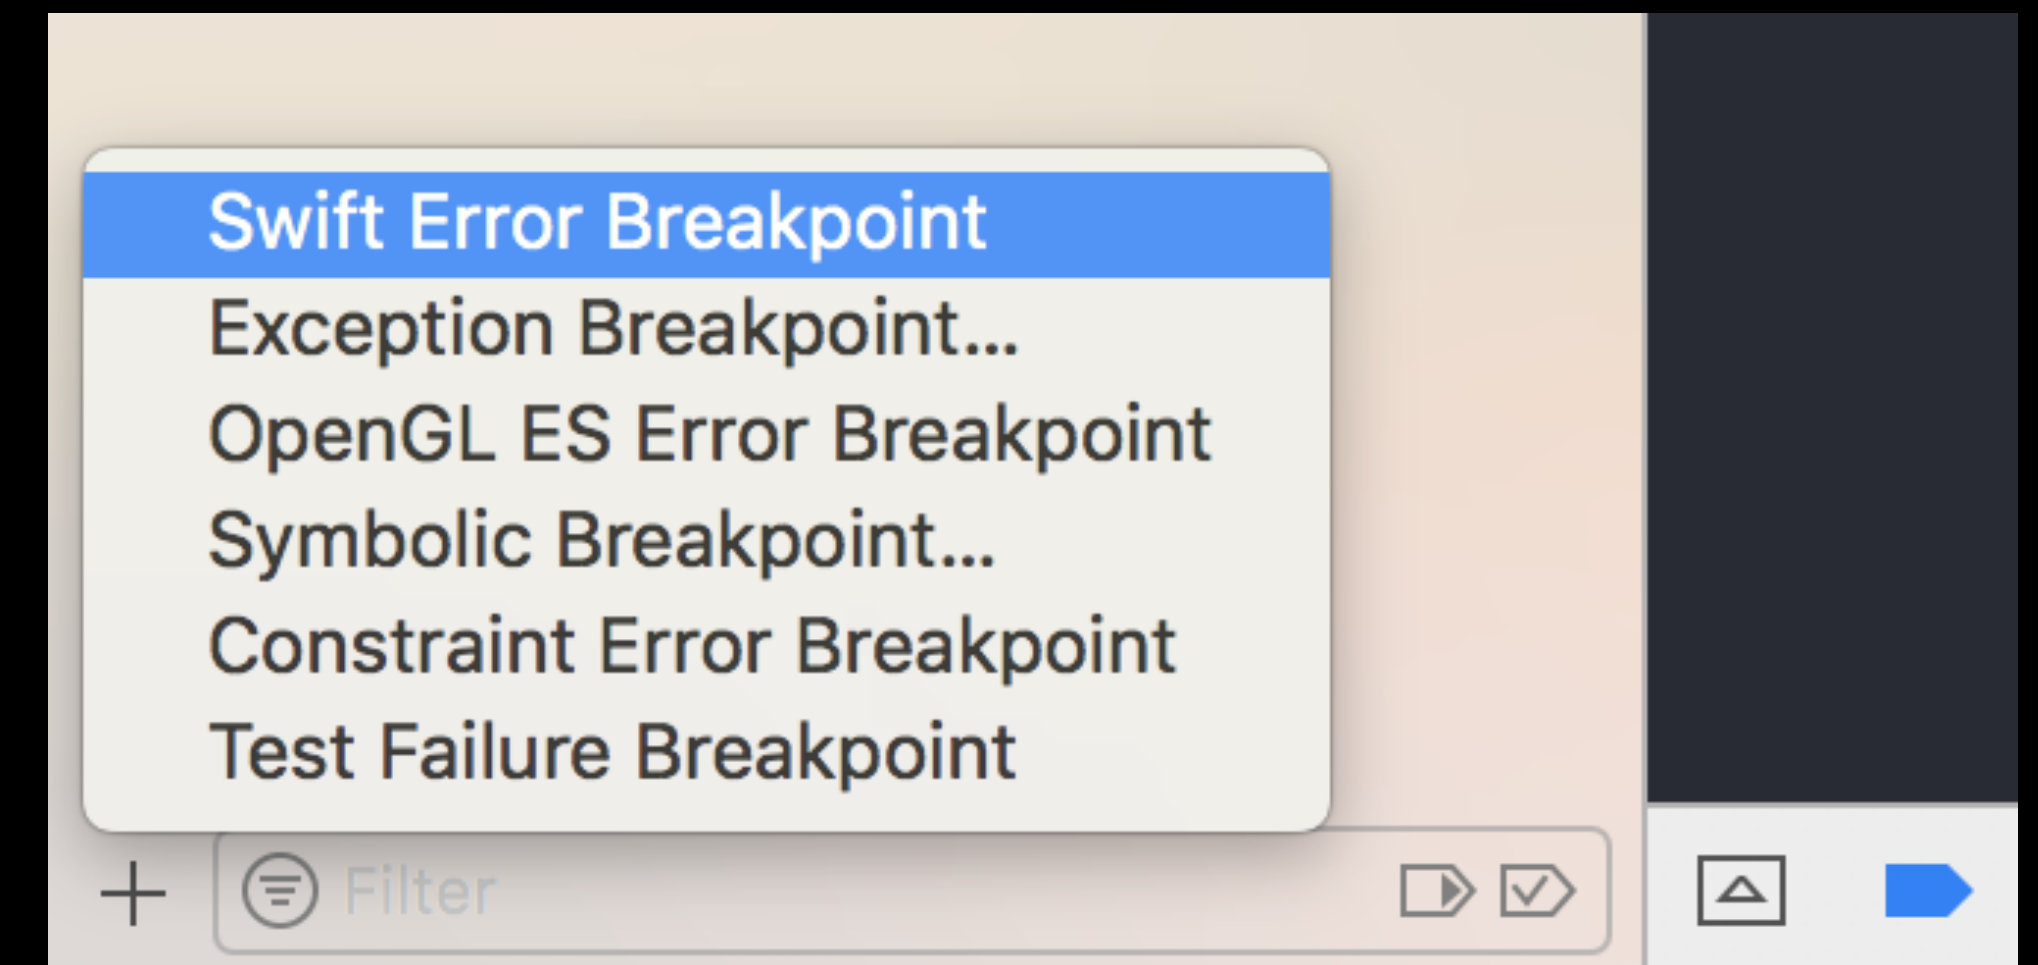 Swift Error Breakpoint
Exception Breakpoint...
OpenGL ES Error Breakpoint
Symbolic Breakpoint...
Constraint Error Breakpoint
Test Failure Breakpoint
Filter